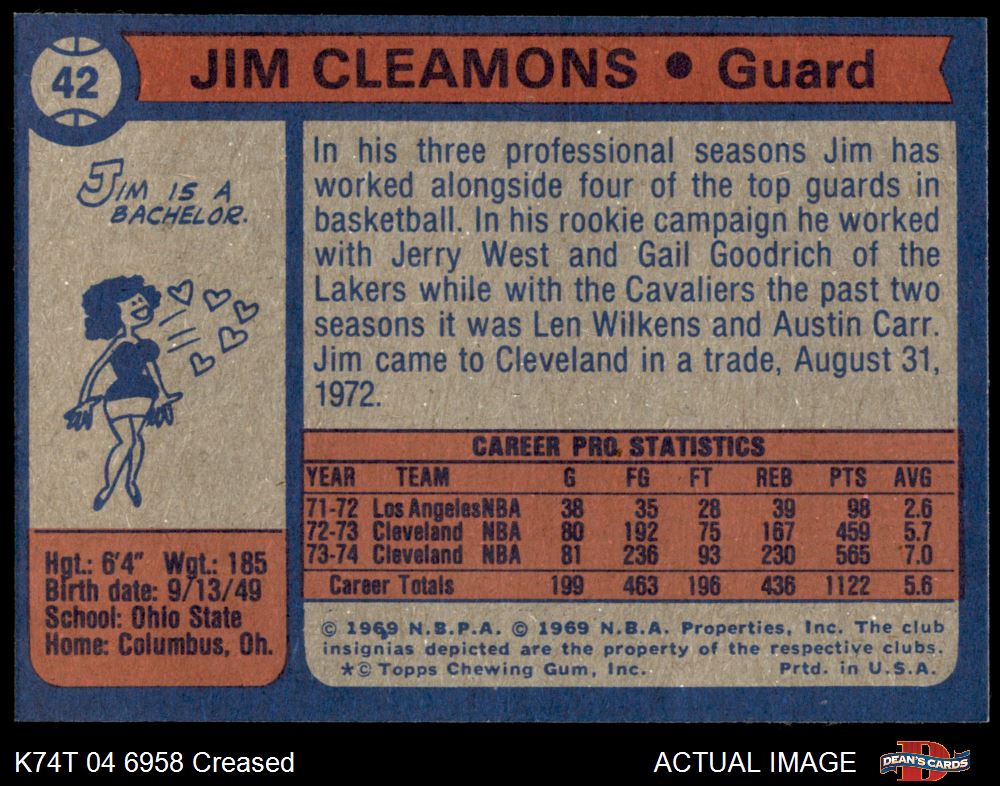 42
JIM CLEAMONS • Guard
JIM IS A
BACHELOR.
In his three professional seasons Jim has
worked alongside four of the top guards in
basketball. In his rookie campaign he worked
with Jerry West and Gail Goodrich of the
Lakers while with the Cavaliers the past two
seasons it was Len Wilkens and Austin Carr.
Jim came to Cleveland in a trade, August 31,
1972.
CAREER PRO STATISTICS
YEAR TEAM G FG FT REB PTS AVG
71-72 Los Angeles NBA 38 35 28 39 98 2.6
72-73 Cleveland NBA 80 192 75 167 459 5.7
73-74 Cleveland NBA 81 236 93 230 565 7.0
Career Totals 199 463 196 436 1122 5.6
Hgt.: 6'4" Wgt.: 185
Birth date: 9/13/49
School: Ohio State
Home: Columbus, Oh.
© 1969 N.B.P.A. © 1969 N.B.A. Properties, Inc. The club
insignias depicted are the property of the respective clubs.
*© Topps Chewing Gum, Inc. Prtd. in U.S.A.
K74T 04 6958 Creased
ACTUAL IMAGE
D
DEAN'S CARDS